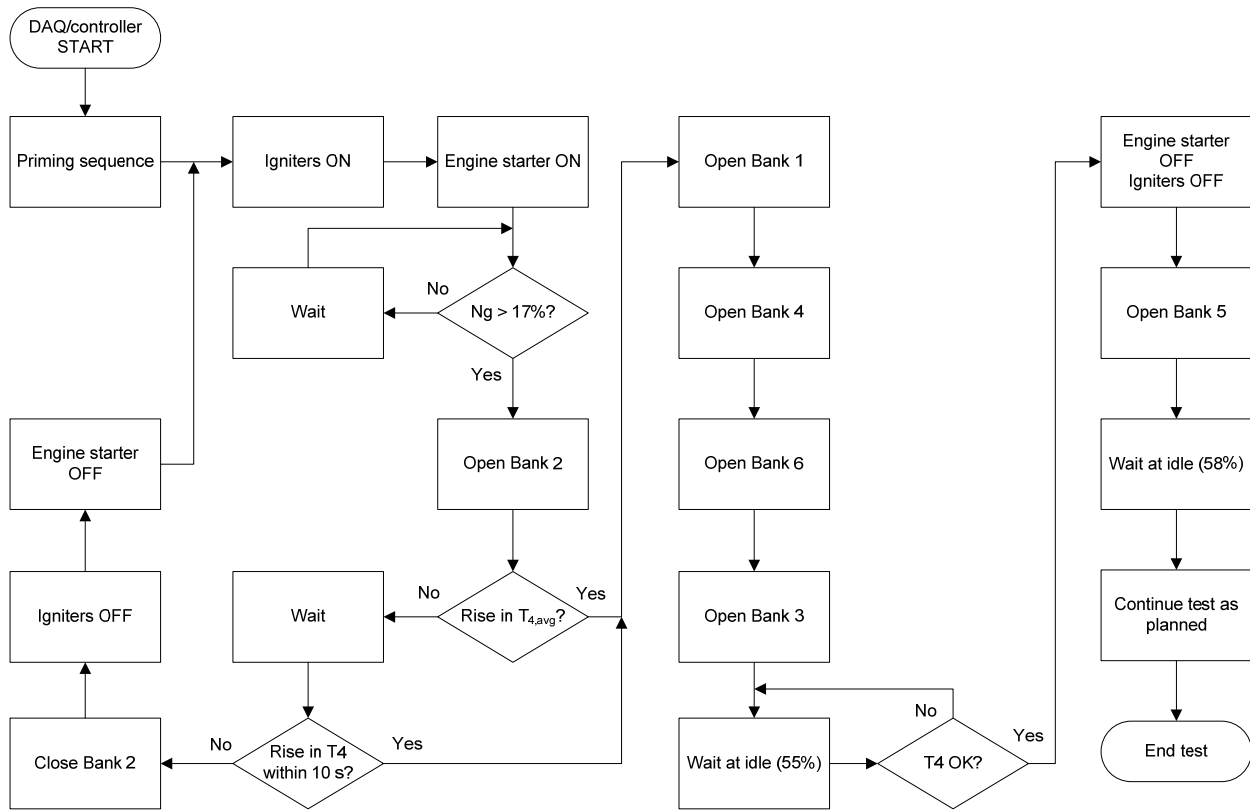 DAQ/controller
START
Priming sequence
Igniters ON
Engine starter ON
Wait
No
Ng > 17%?
Yes
Open Bank 2
No
Rise in T4,avg?
Yes
Wait
Rise in T4
within 10 s?
No
Yes
Close Bank 2
Igniters OFF
Engine starter
OFF
Open Bank 1
Open Bank 4
Open Bank 6
Open Bank 3
Wait at idle (55%)
No
T4 OK?
Yes
Engine starter
OFF
Igniters OFF
Open Bank 5
Wait at idle (58%)
Continue test as
planned
End test